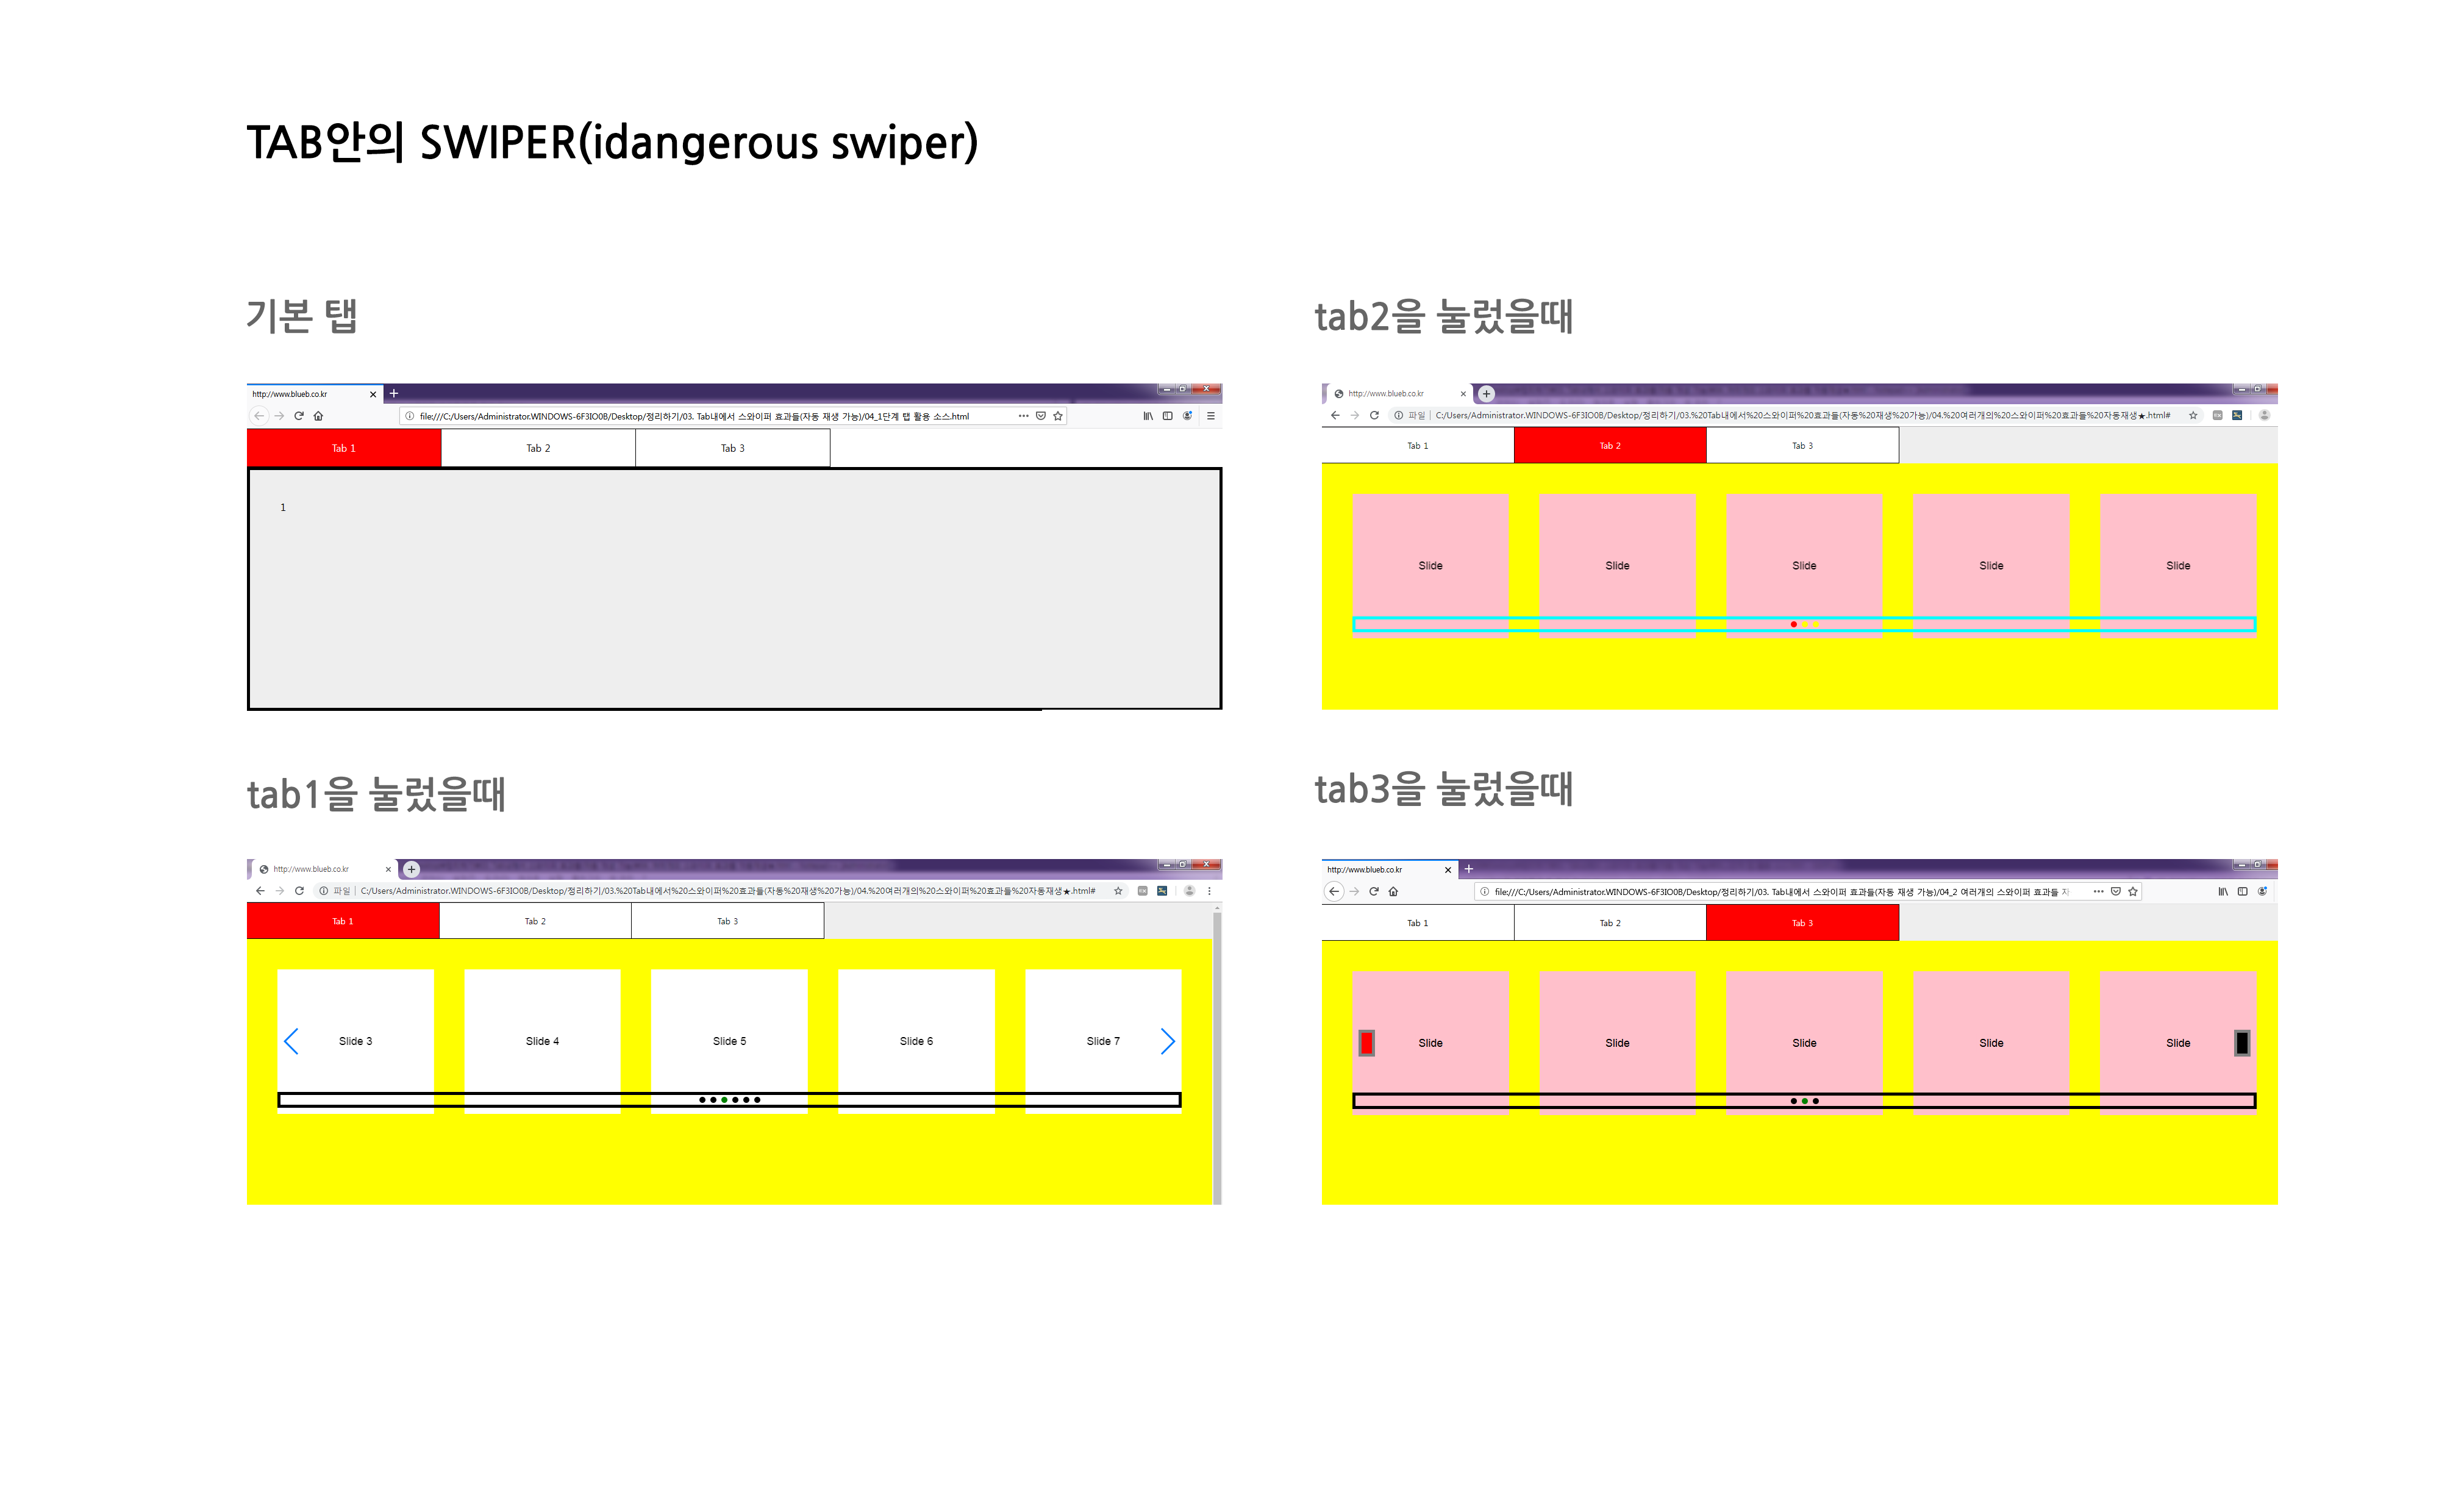 TAB안의 SWIPER(idangerous swiper)
기본 탭
http://www.blueb.co.kr
file:///C:/Users/Administrator.WINDOWS-6F3IO0B/Desktop/정리하기/03. Tab내에서 스와이퍼 효과들(자동 재생 가능)/04_1단계 탭 활용 소스.html
Tab 1 Tab 2 Tab 3
1
tab1을 눌렀을때
http://www.blueb.co.kr
파일 | C:/Users/Administrator.WINDOWS-6F3IO0B/Desktop/정리하기/03.%20Tab내에서%20스와이퍼%20효과들(자동%20재생%20가능)/04.%20여러개의%20스와이퍼%20효과들%20자동재생★.html#
Tab 1 Tab 2 Tab 3
Slide 3 Slide 4 Slide 5 Slide 6 Slide 7
tab2을 눌렀을때
http://www.blueb.co.kr
파일 | C:/Users/Administrator.WINDOWS-6F3IO0B/Desktop/정리하기/03.%20Tab내에서%20스와이퍼%20효과들(자동%20재생%20가능)/04.%20여러개의%20스와이퍼%20효과들%20자동재생★.html#
Tab 1 Tab 2 Tab 3
Slide Slide Slide Slide Slide
tab3을 눌렀을때
http://www.blueb.co.kr
file:///C:/Users/Administrator.WINDOWS-6F3IO0B/Desktop/정리하기/03. Tab내에서 스와이퍼 효과들(자동 재생 가능)/04_2 여러개의 스와이퍼 효과들
Tab 1 Tab 2 Tab 3
Slide Slide Slide Slide Slide